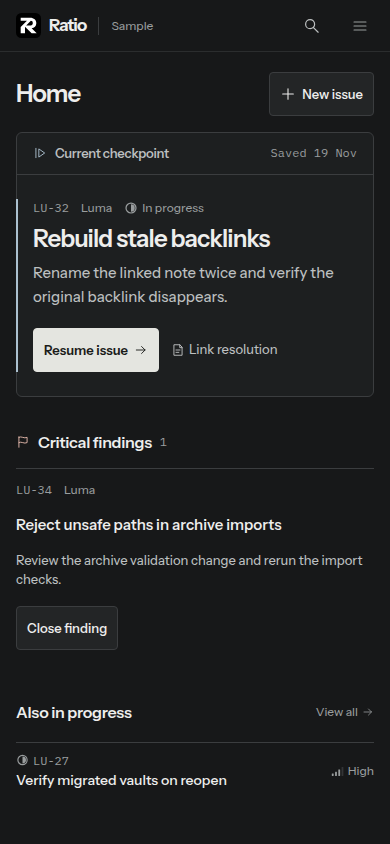 Ratio
Sample
Home
New issue
Current checkpoint
Saved 19 Nov
LU-32 Luma In progress
Rebuild stale backlinks
Rename the linked note twice and verify the
original backlink disappears.
Resume issue
Link resolution
Critical findings 1
LU-34 Luma
Reject unsafe paths in archive imports
Review the archive validation change and rerun the import
checks.
Close finding
Also in progress
View all
LU-27
Verify migrated vaults on reopen
High